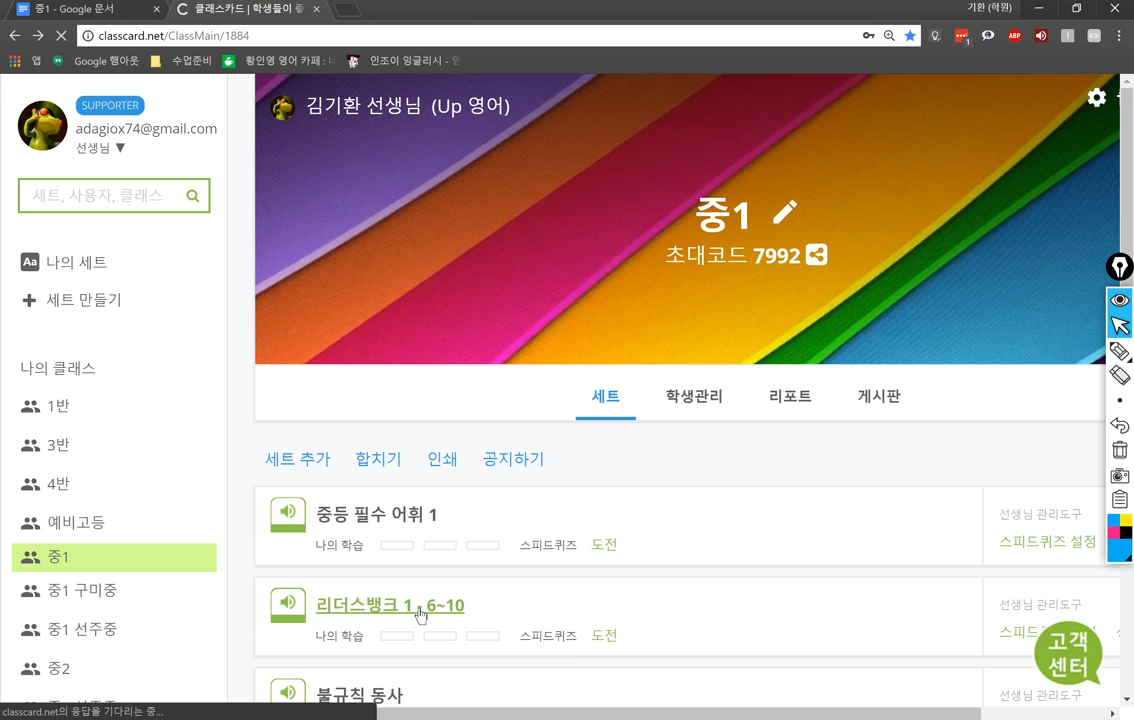 중1 - Google 문서
클래스카드 | 학생들이 즐
기환 (학원)
classcard.net/ClassMain/1884
ABP
1
앱
Google 행아웃
수업준비
황인영 영어 카페 : 네
인조이 잉글리시 -
SUPPORTER
adagiox74@gmail.com
선생님 ▼
세트, 사용자, 클래스
Aa 나의 세트
세트 만들기
나의 클래스
1반
3반
4반
예비고등
중1
중1 구미중
중1 선주중
중2
김기환 선생님 (Up 영어)
중1
초대코드 7992
세트
학생관리
리포트
게시판
세트 추가
합치기
인쇄
공지하기
중등 필수 어휘 1
나의 학습
스피드퀴즈 도전
선생님 관리도구
스피드퀴즈 설정
리더스뱅크 1 - 6~10
나의 학습
스피드퀴즈 도전
선생님 관리도구
스피드
불규칙 동사
선생님 관리도구
고객
센터
classcard.net의 응답을 기다리는 중...